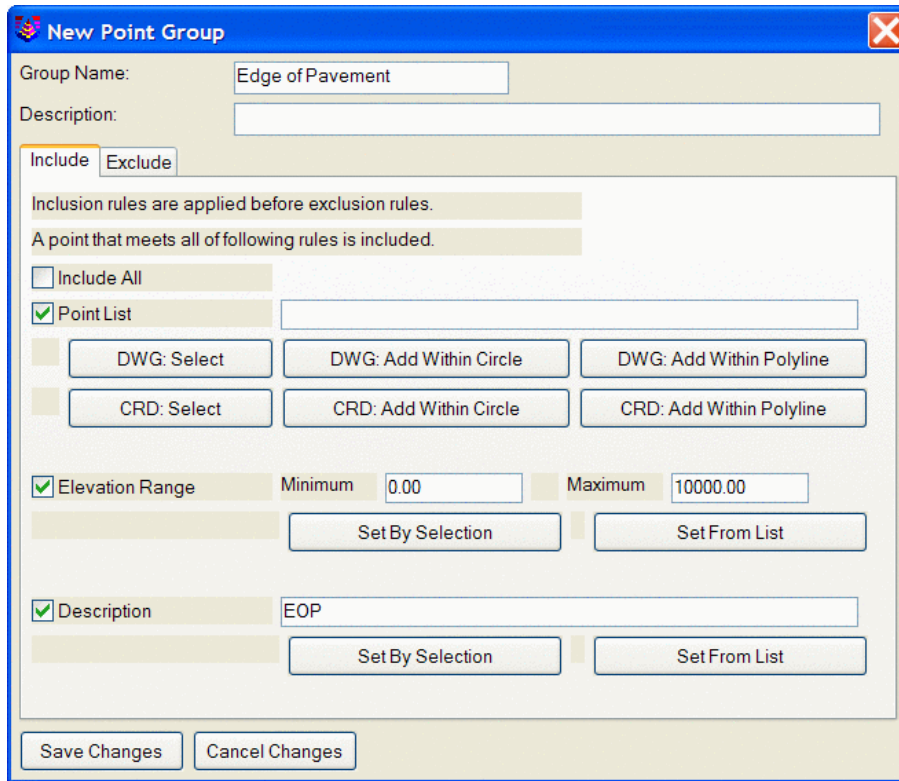 New Point Group
Group Name: Edge of Pavement
Description:
Include Exclude
Inclusion rules are applied before exclusion rules.
A point that meets all of following rules is included.
Include All
Point List
DWG: Select DWG: Add Within Circle DWG: Add Within Polyline
CRD: Select CRD: Add Within Circle CRD: Add Within Polyline
Elevation Range Minimum 0.00 Maximum 10000.00
Set By Selection Set From List
Description EOP
Set By Selection Set From List
Save Changes Cancel Changes